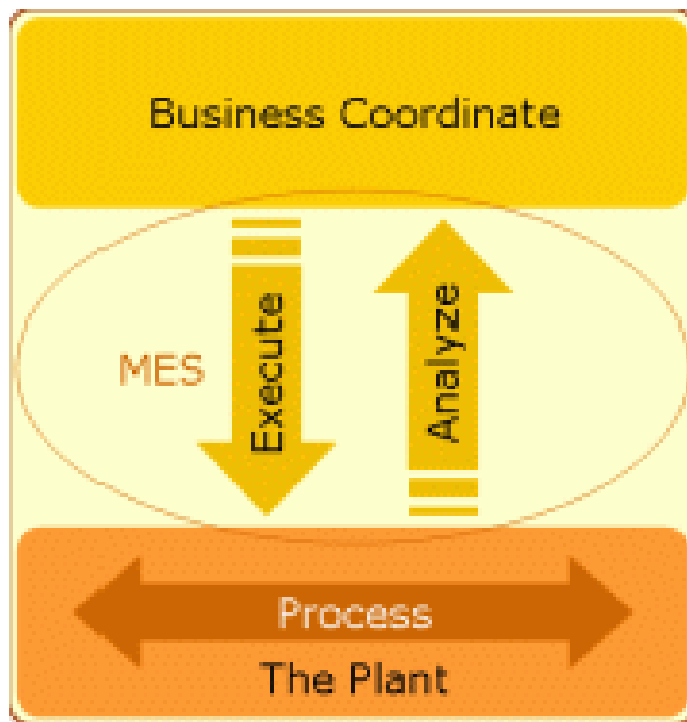 Business Coordinate
MES
Execute
Analyze
Process
The Plant